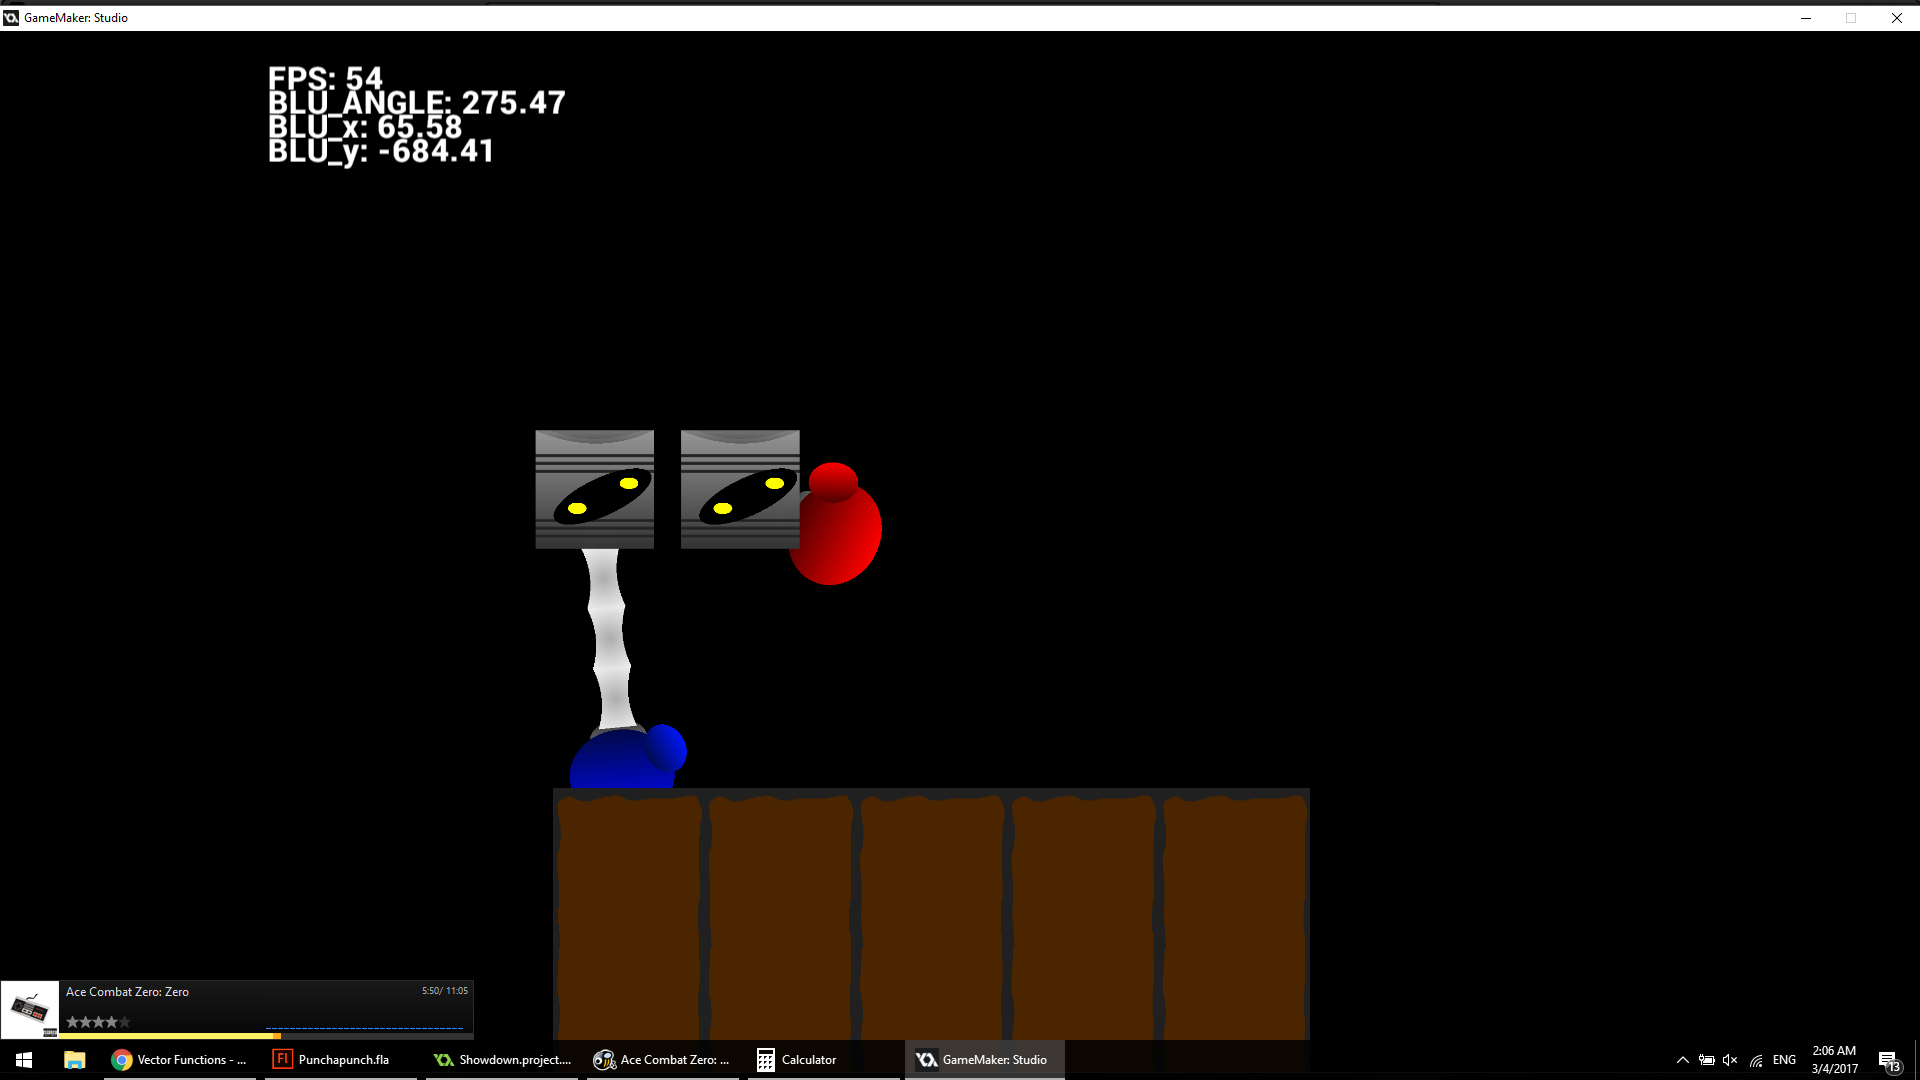 GameMaker: Studio
FPS: 54
BLU_ANGLE: 275.47
BLU_x: 65.58
BLU_y: -684.41
Ace Combat Zero: Zero
5:50/ 11:05
Vector Functions - ...
Fl
Punchapunch.fla
Showdown.project....
Ace Combat Zero: ...
Calculator
GameMaker: Studio
ENG
2:06 AM
3/4/2017
13